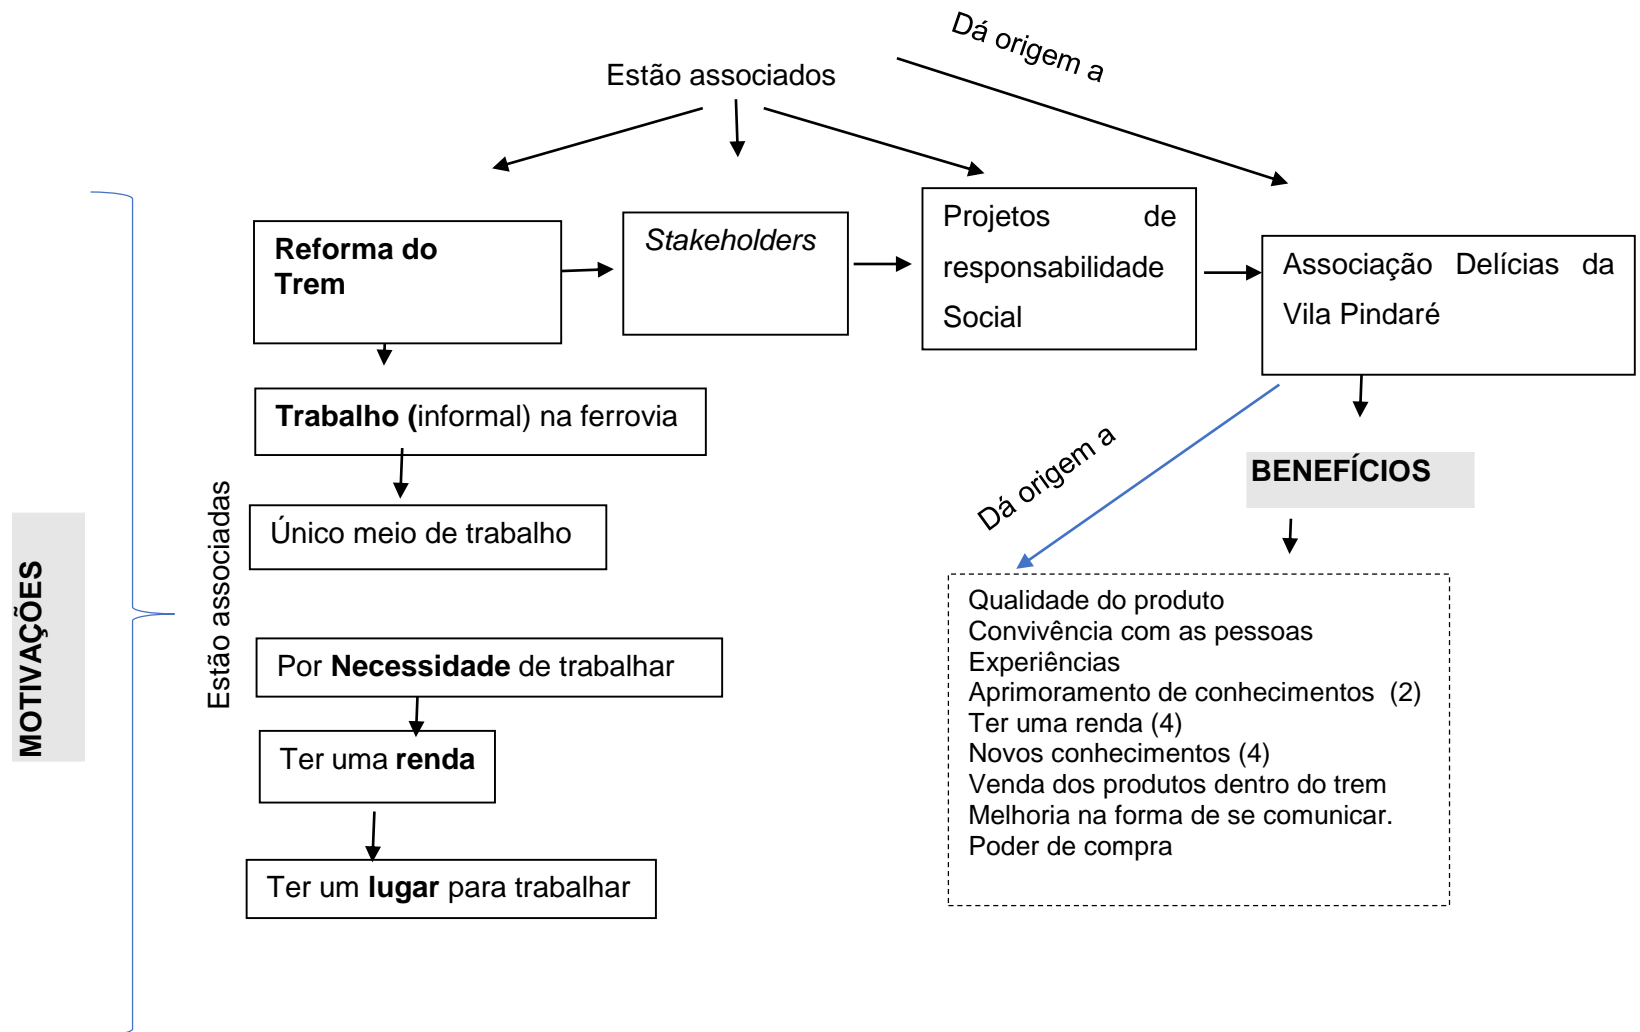 Dá origem a
Estão associados
Reforma do
Trem
Stakeholders
Projetos de
responsabilidade
Social
Associação Delícias da
Vila Pindaré
Trabalho (informal) na ferrovia
Único meio de trabalho
Por Necessidade de trabalhar
Ter uma renda
Ter um lugar para trabalhar
Estão associadas
MOTIVAÇÕES
Dá origem a
BENEFÍCIOS
Qualidade do produto
Convivência com as pessoas
Experiências
Aprimoramento de conhecimentos (2)
Ter uma renda (4)
Novos conhecimentos (4)
Venda dos produtos dentro do trem
Melhoria na forma de se comunicar.
Poder de compra